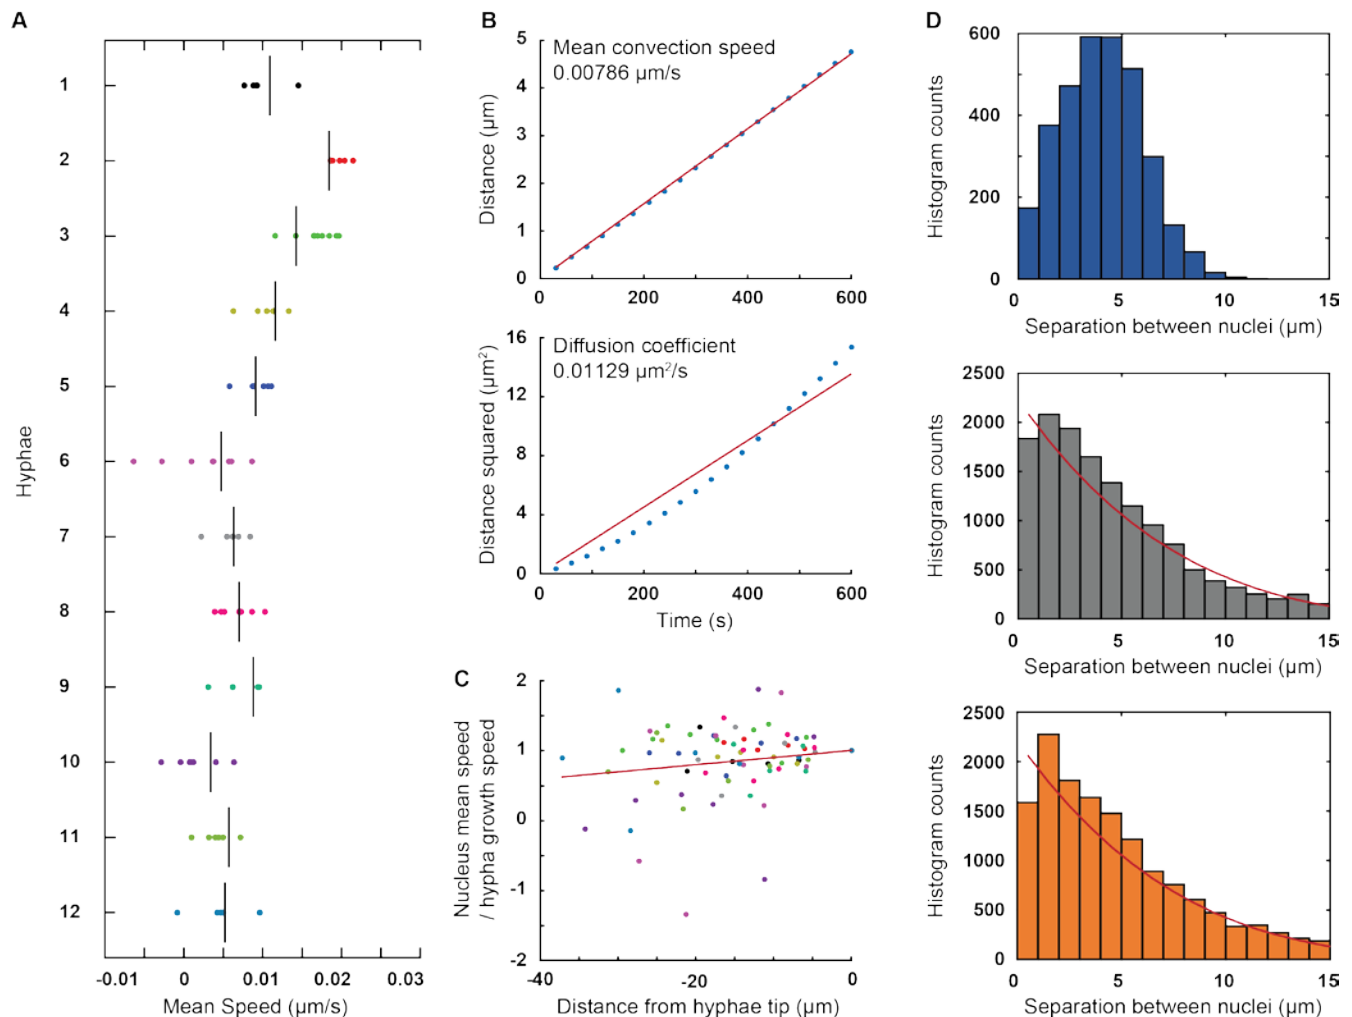 A
1
2
3
4
5
6
7
8
9
10
11
12
Hyphae
-0.01 0 0.01 0.02 0.03
Mean Speed (µm/s)
B
Mean convection speed
0.00786 µm/s
5
4
3
2
1
0
Distance (µm)
0 200 400 600
Diffusion coefficient
0.01129 µm²/s
16
12
8
4
0
Distance squared (µm²)
0 200 400 600
Time (s)
C
2
1
0
-1
-2
Nucleus mean speed
/ hypha growth speed
-40 -20 -20 0
Distance from hyphae tip (µm)
D
600
400
200
0
Histogram counts
0 5 10 15
Separation between nuclei (µm)
2500
2000
1500
1000
500
0
Histogram counts
0 5 10 15
Separation between nuclei (µm)
2500
2000
1500
1000
500
0
Histogram counts
0 5 10 15
Separation between nuclei (µm)